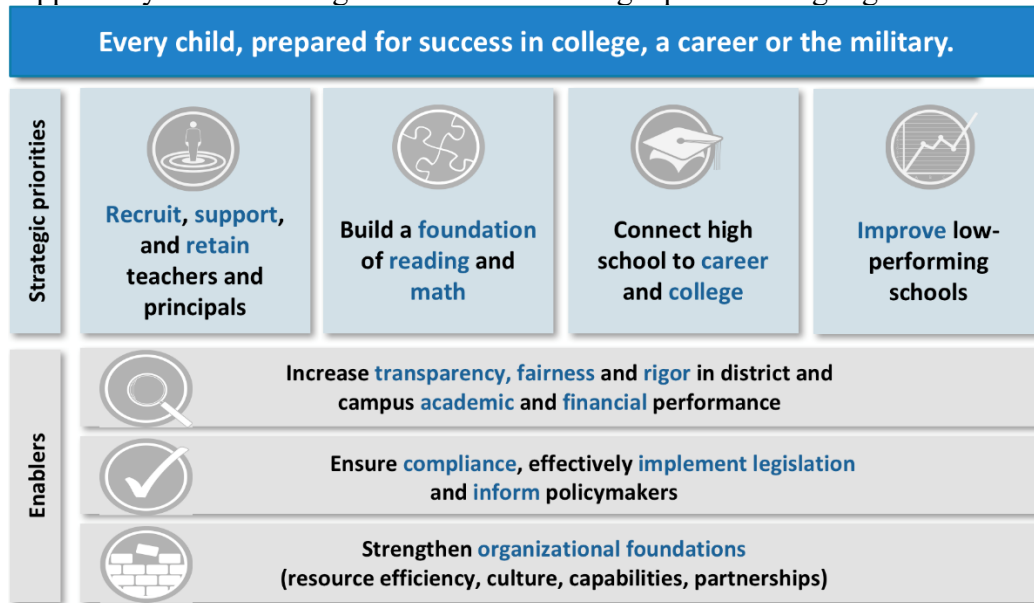 Every child, prepared for success in college, a career or the military.
Strategic priorities
Recruit, support,
and retain
teachers and
principals
Build a foundation
of reading and
math
Connect high
school to career
and college
Improve low-
performing
schools
Enablers
Increase transparency, fairness and rigor in district and
campus academic and financial performance
Ensure compliance, effectively implement legislation
and inform policymakers
Strengthen organizational foundations
(resource efficiency, culture, capabilities, partnerships)